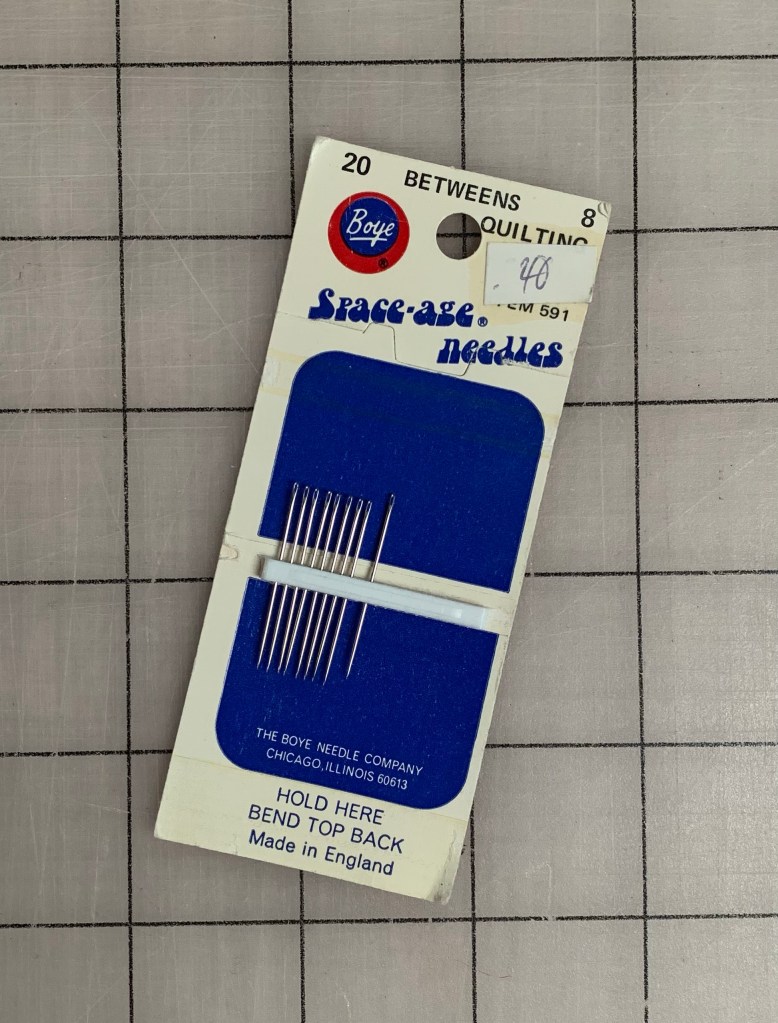 20 BETWEENS 8
Boye
®
QUILTING
40
EM 591
Space-age®
needles
THE BOYE NEEDLE COMPANY
CHICAGO, ILLINOIS 60613
HOLD HERE
BEND TOP BACK
Made in England